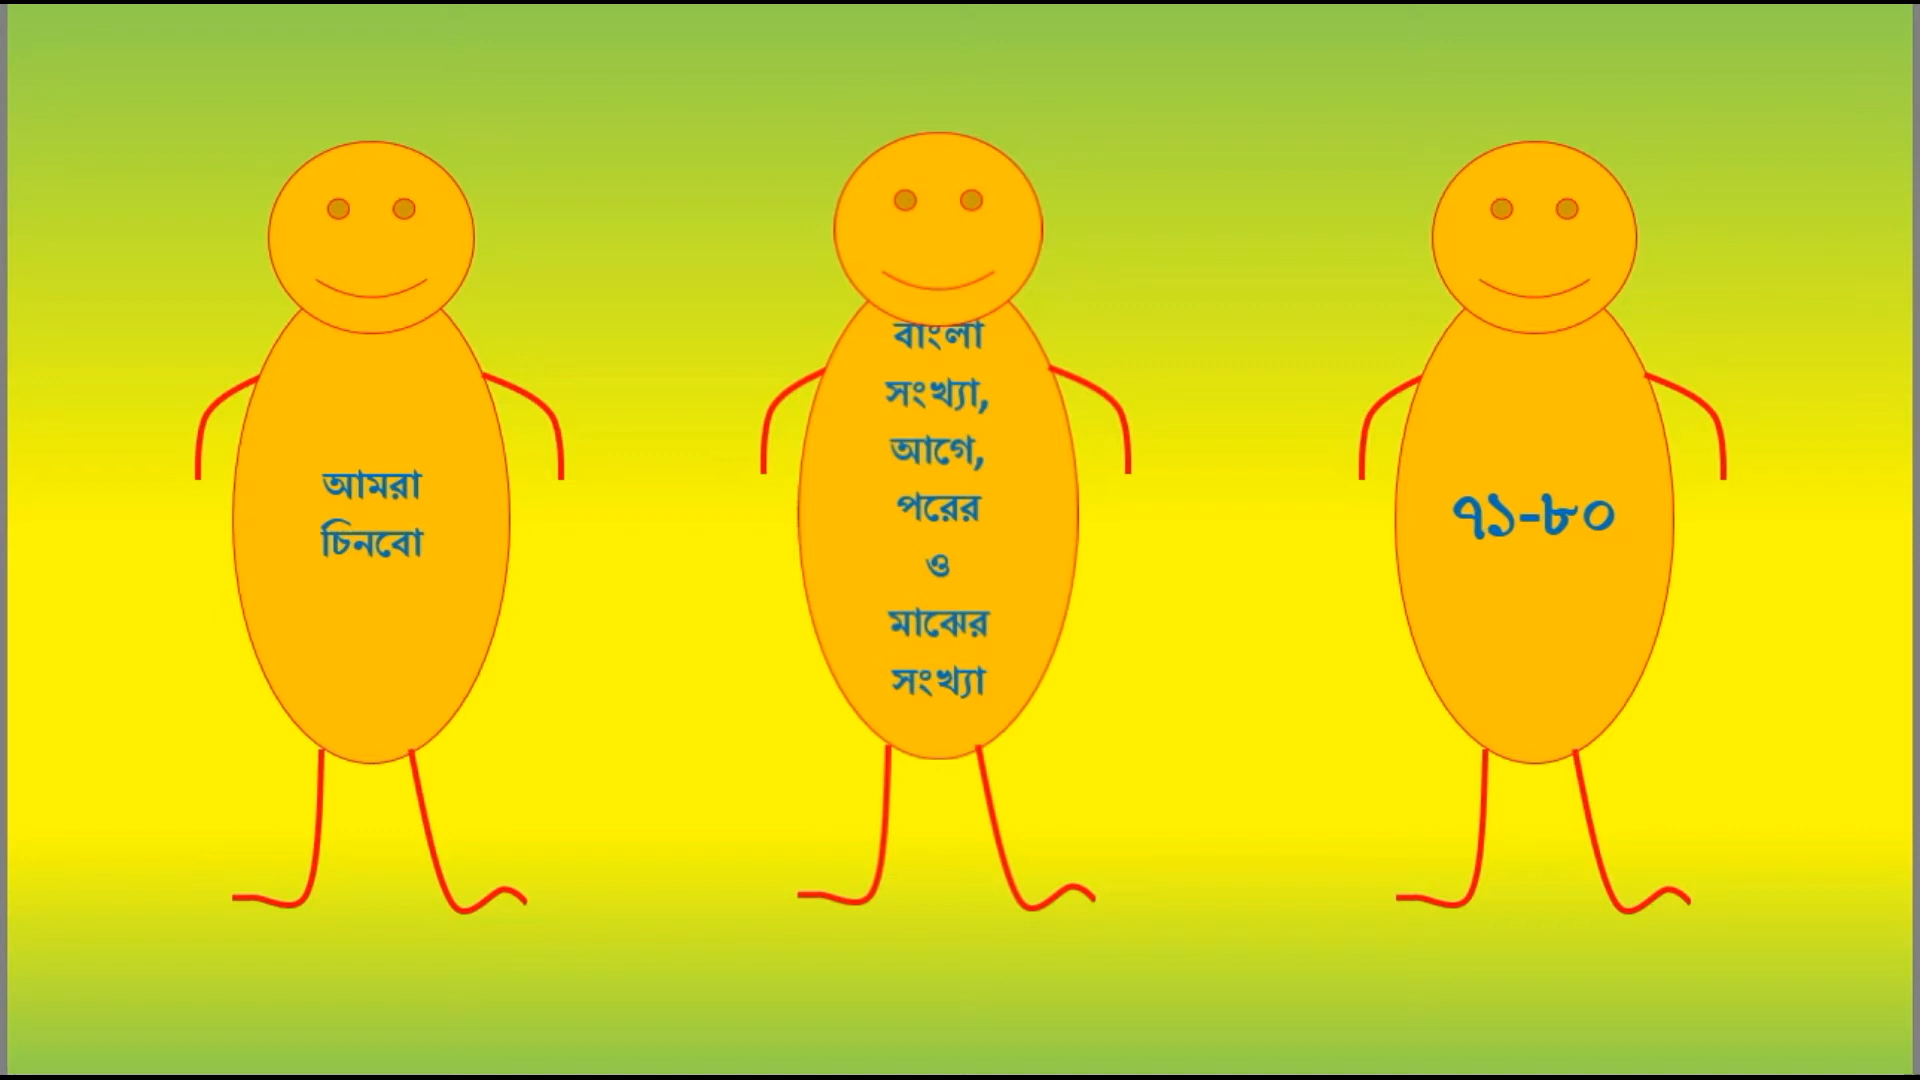 আমরা
চিনবো
বাংলা
সংখ্যা,
আগে,
পরের
ও
মাঝের
সংখ্যা
৭১-৮০